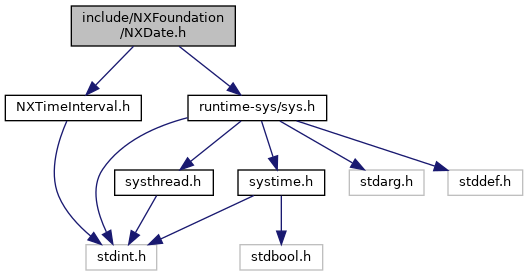 include/NXFoundation
/NXDate.h
NXTimeInterval.h
runtime-sys/sys.h
systhread.h
systime.h
stdarg.h
stddef.h
stdint.h
stdbool.h